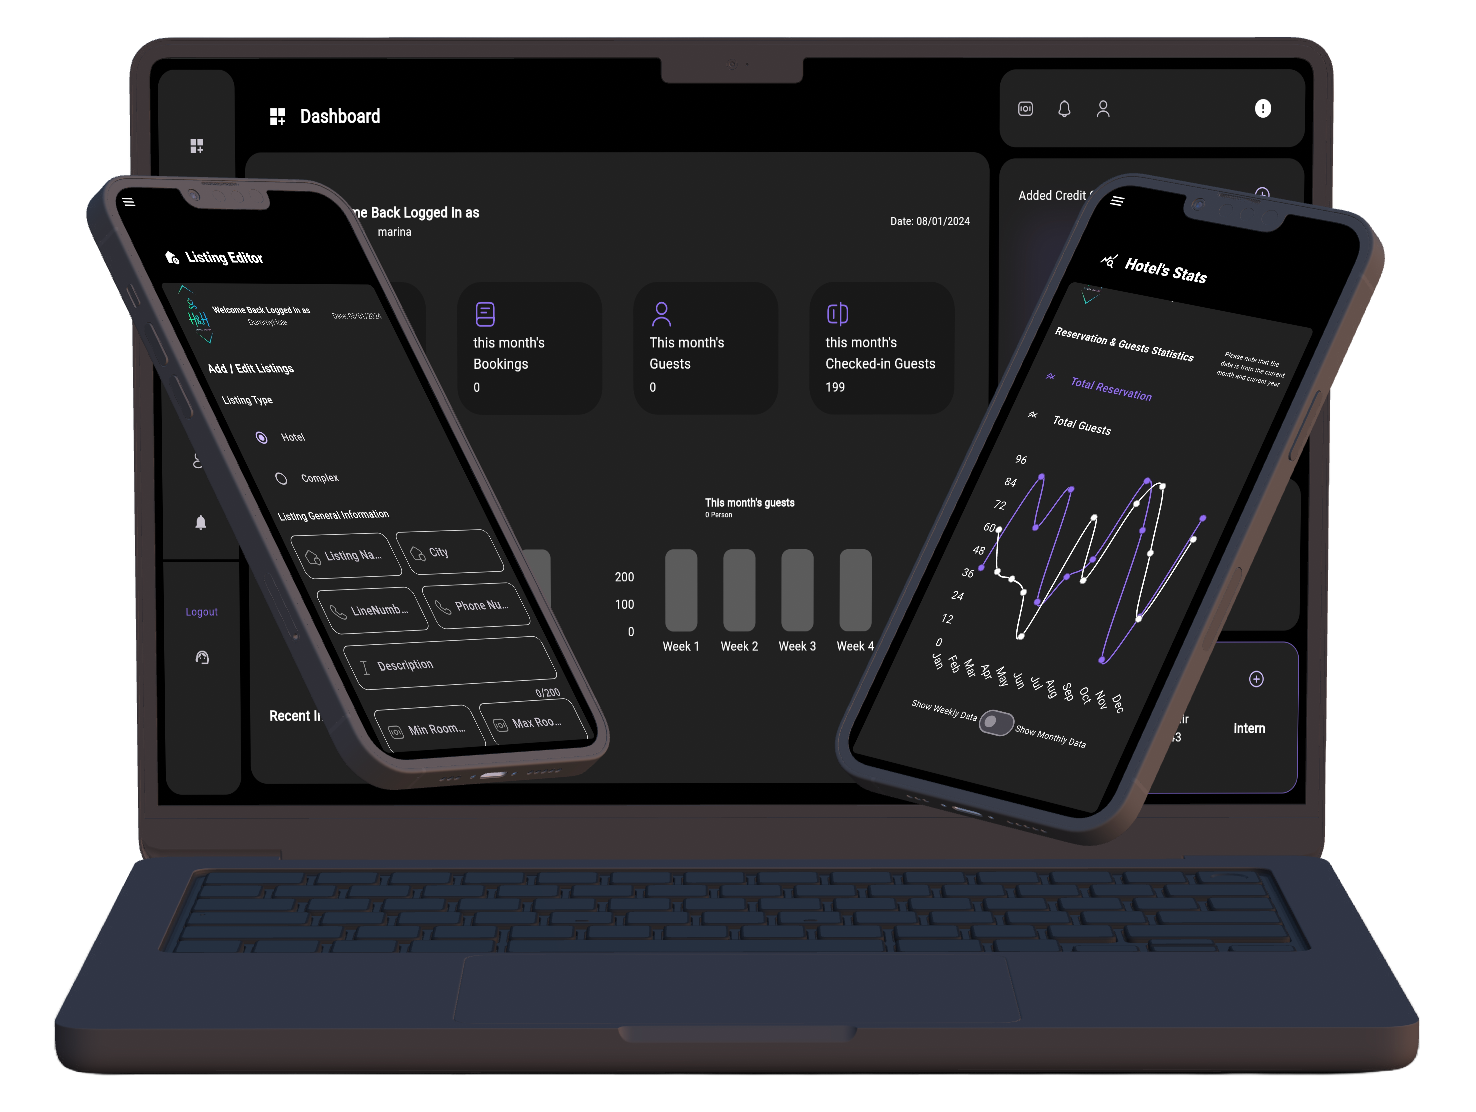 Dashboard
me Back Logged In as
marina
Date: 08/01/2024
this month's
Bookings
0
this month's
Guests
0
this month's
Checked-in Guests
199
This month's guests
0 Person
200
100
0
Week 1
Week 2
Week 3
Week 4
Logout
Recent
Added Credit
Intern
Listing Editor
Welcome Back Logged In as
Date:
Add / Edit Listings
Listing Type
Hotel
Complex
Listing General Information
Listing Na...
City
LineNumb...
Phone Nu...
Description
0/200
Min Room...
Max Roo...
Hotel's Stats
Reservation & Guests Statistics
Please note that the
data is from the current
month and current year
Total Reservation
Total Guests
96
84
72
60
48
36
24
12
0
Jan
Feb
Mar
Apr
May
Jun
Jul
Aug
Sep
Oct
Nov
Dec
Show Weekly Data
Show Monthly Data